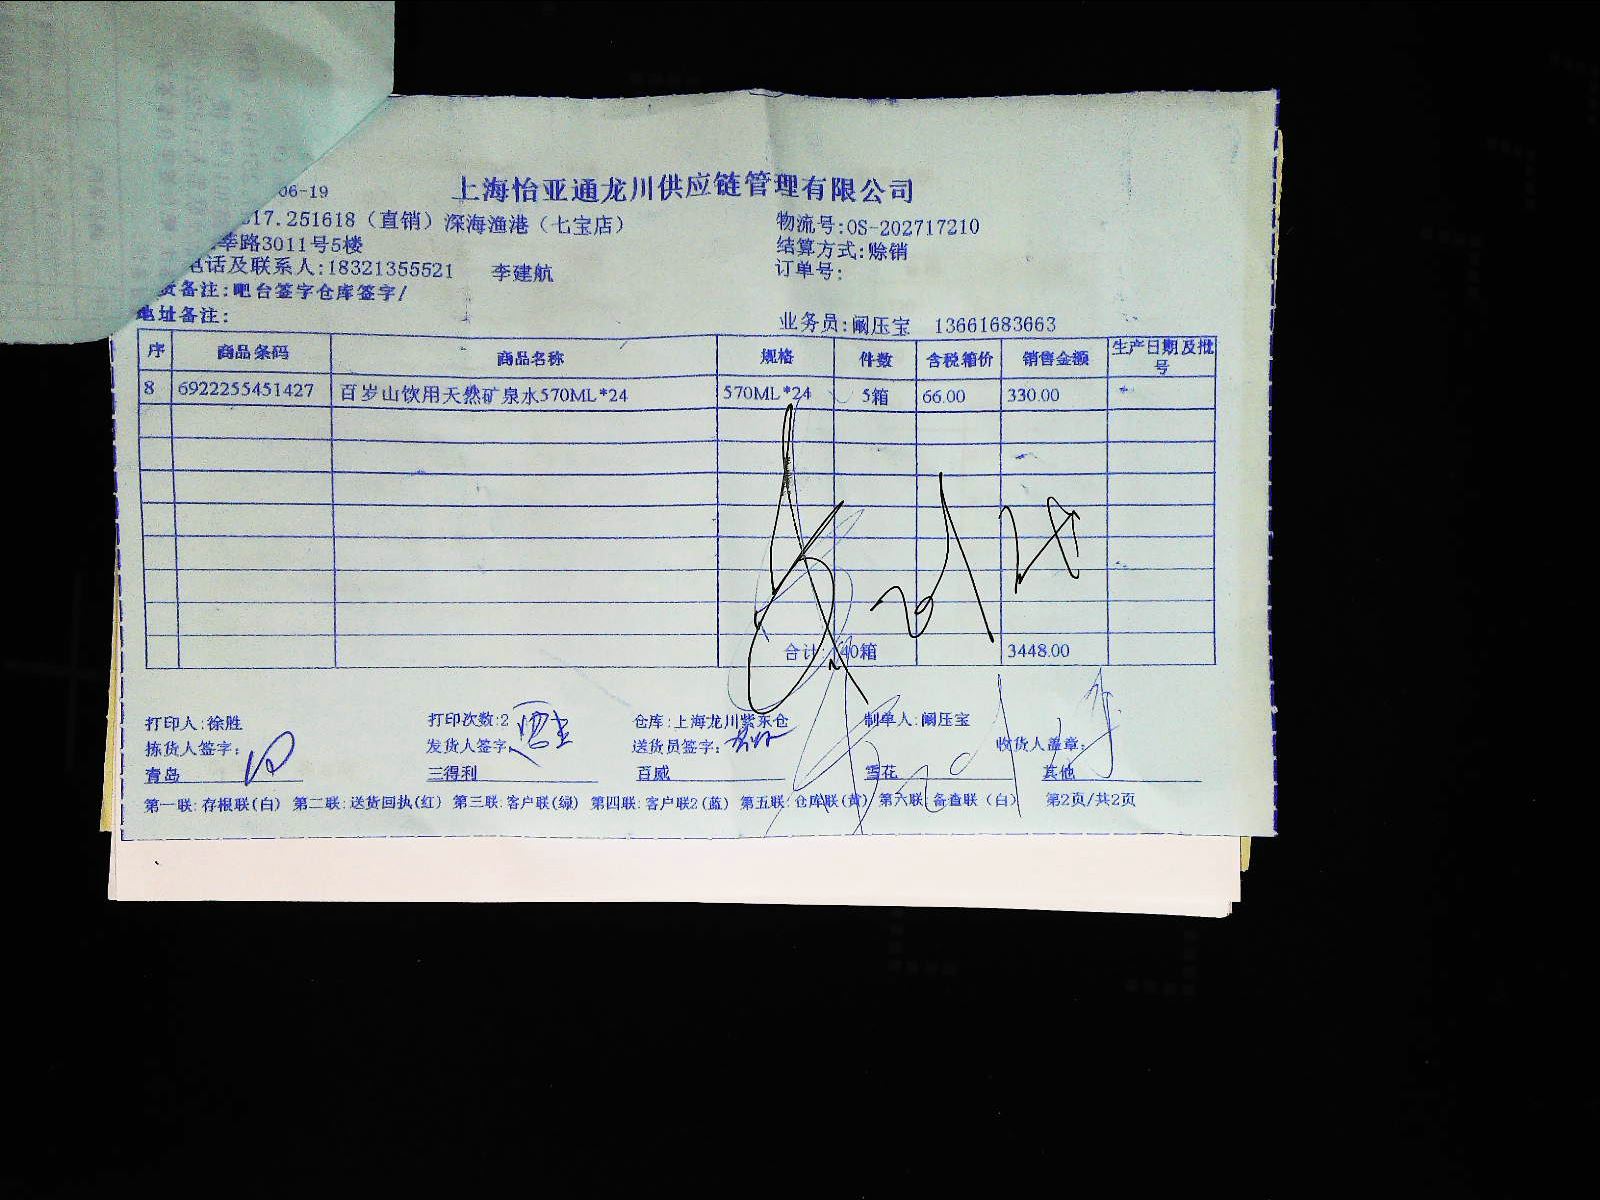 06-19
上海怡亚通龙川供应链管理有限公司
17.251618（直销）深海渔港（七宝店）
物流号:OS-202717210
莘路3011号5楼
结算方式:赊销
电话及联系人:18321355521 李建航
订单号:
备注:吧台签字仓库签字/
地址备注:
业务员:阚压宝 13661683663
序 商品条码 商品名称 规格 件数 含税箱价 销售金额 生产日期及批号
8 6922255451427 百岁山饮用天然矿泉水570ML*24 570ML*24 5箱 66.00 330.00
合计: 40箱 3448.00
打印人:徐胜 打印次数:2 仓库:上海龙川紫东仓 制单人:阚压宝
拣货人签字: 发货人签字: 送货员签字: 收货人盖章:
青岛 三得利 百威 雪花 其他
第一联:存根联(白) 第二联:送货回执(红) 第三联:客户联(绿) 第四联:客户联2(蓝) 第五联:仓库联(黄) 第六联:备查联（白） 第2页/共2页